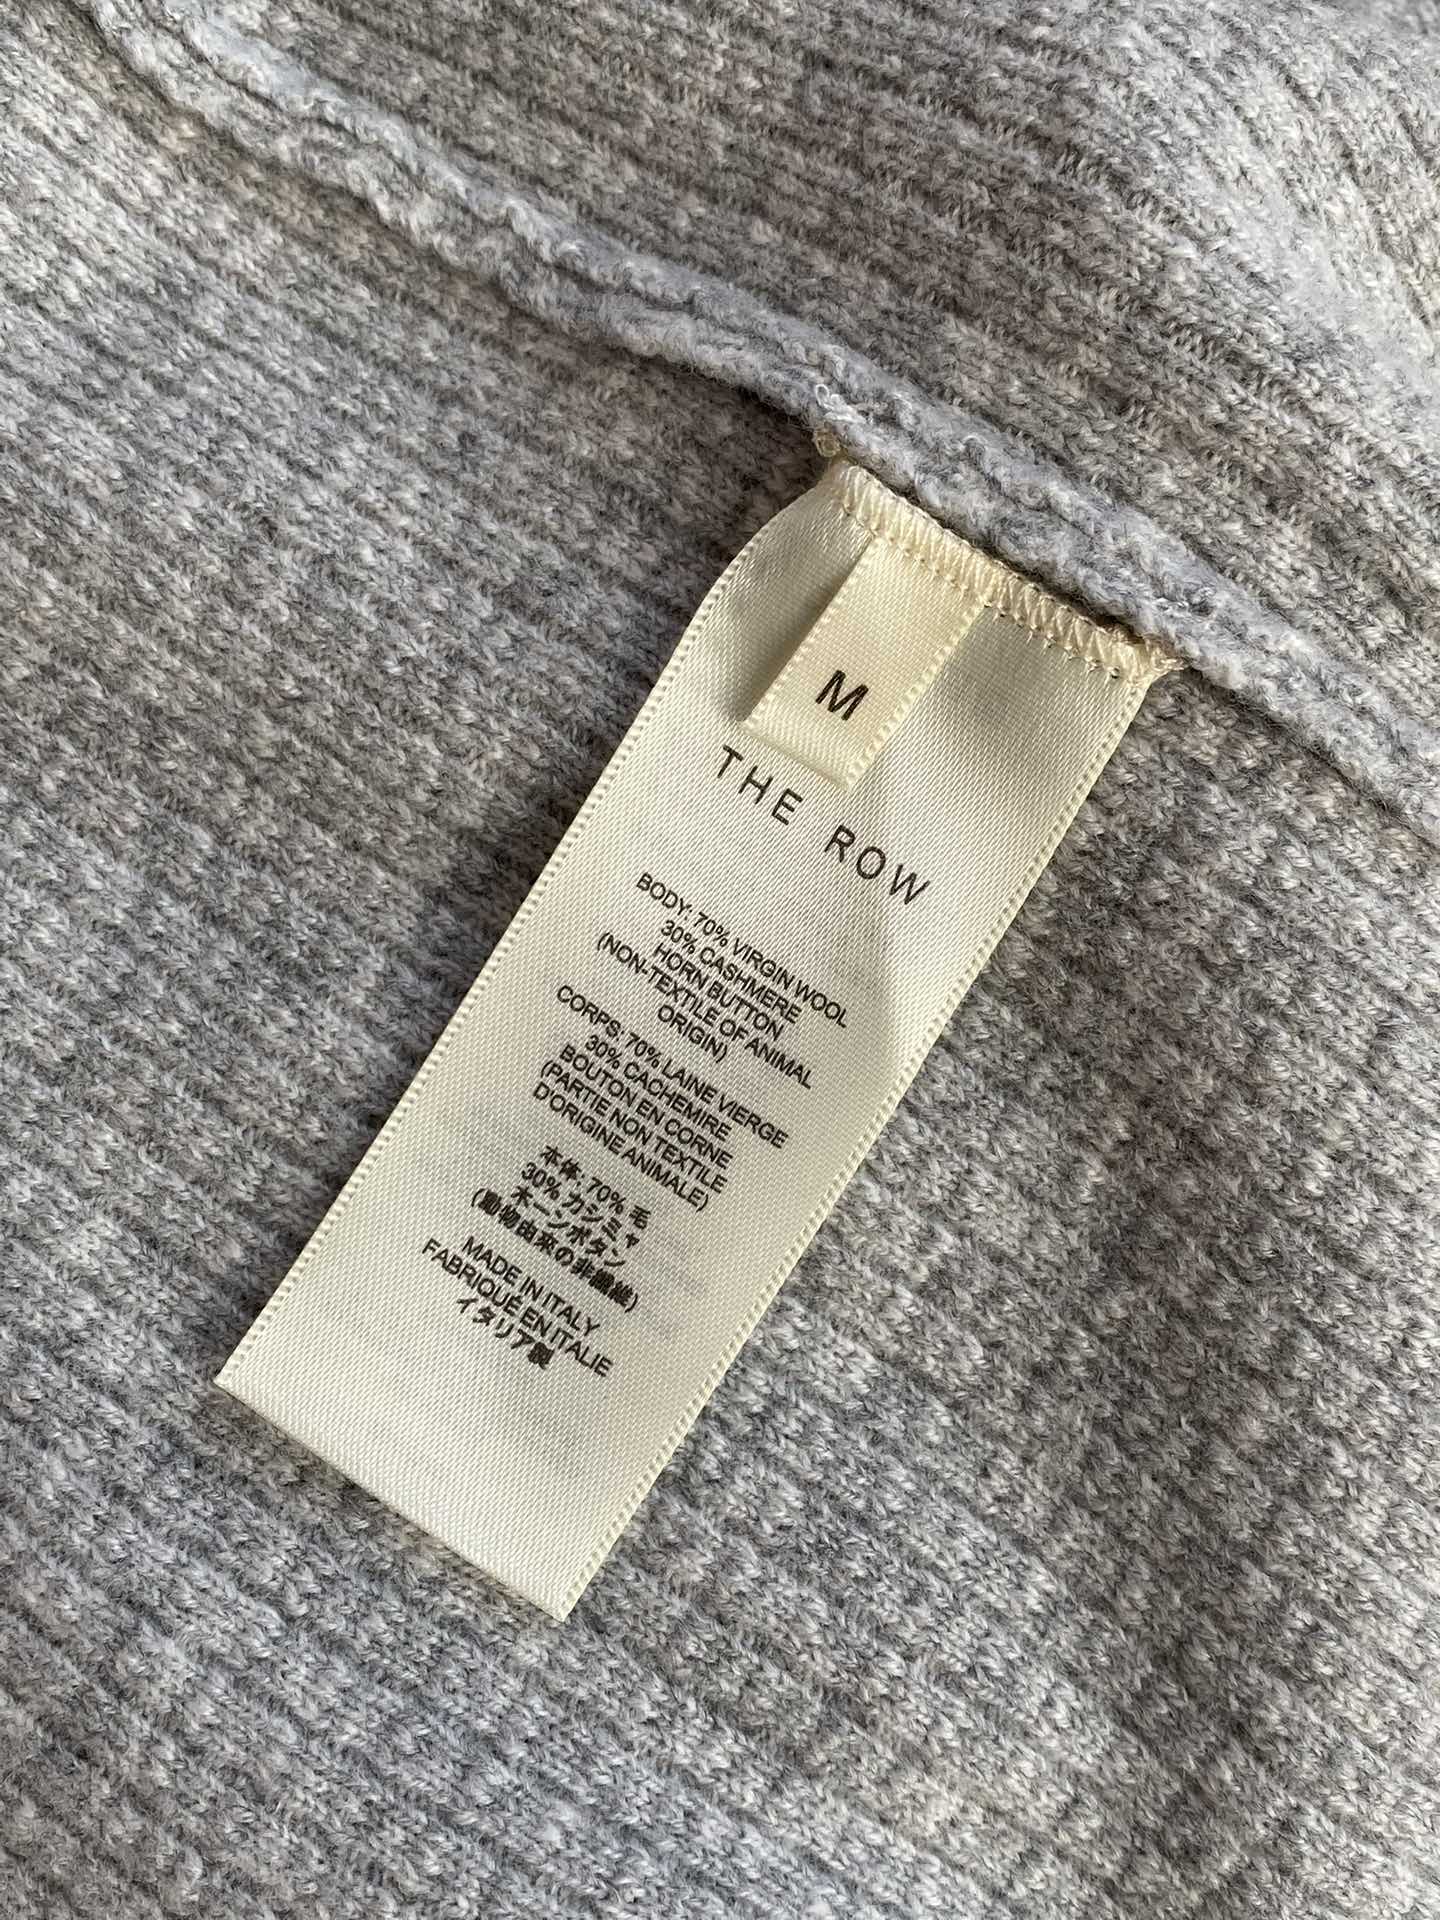 M
THE ROW
BODY: 70% VIRGIN WOOL
30% CASHMERE
HORN BUTTON
(NON-TEXTILE OF ANIMAL
ORIGIN)
CORPS: 70% LAINE VIERGE
30% CACHEMIRE
BOUTON EN CORNE
(PARTIE NON TEXTILE
D'ORIGINE ANIMALE)
本体: 70% 毛
30% カシミヤ
ホーンボタン
(動物由来の非繊維)
MADE IN ITALY
FABRIQUÉ EN ITALIE
イタリア製